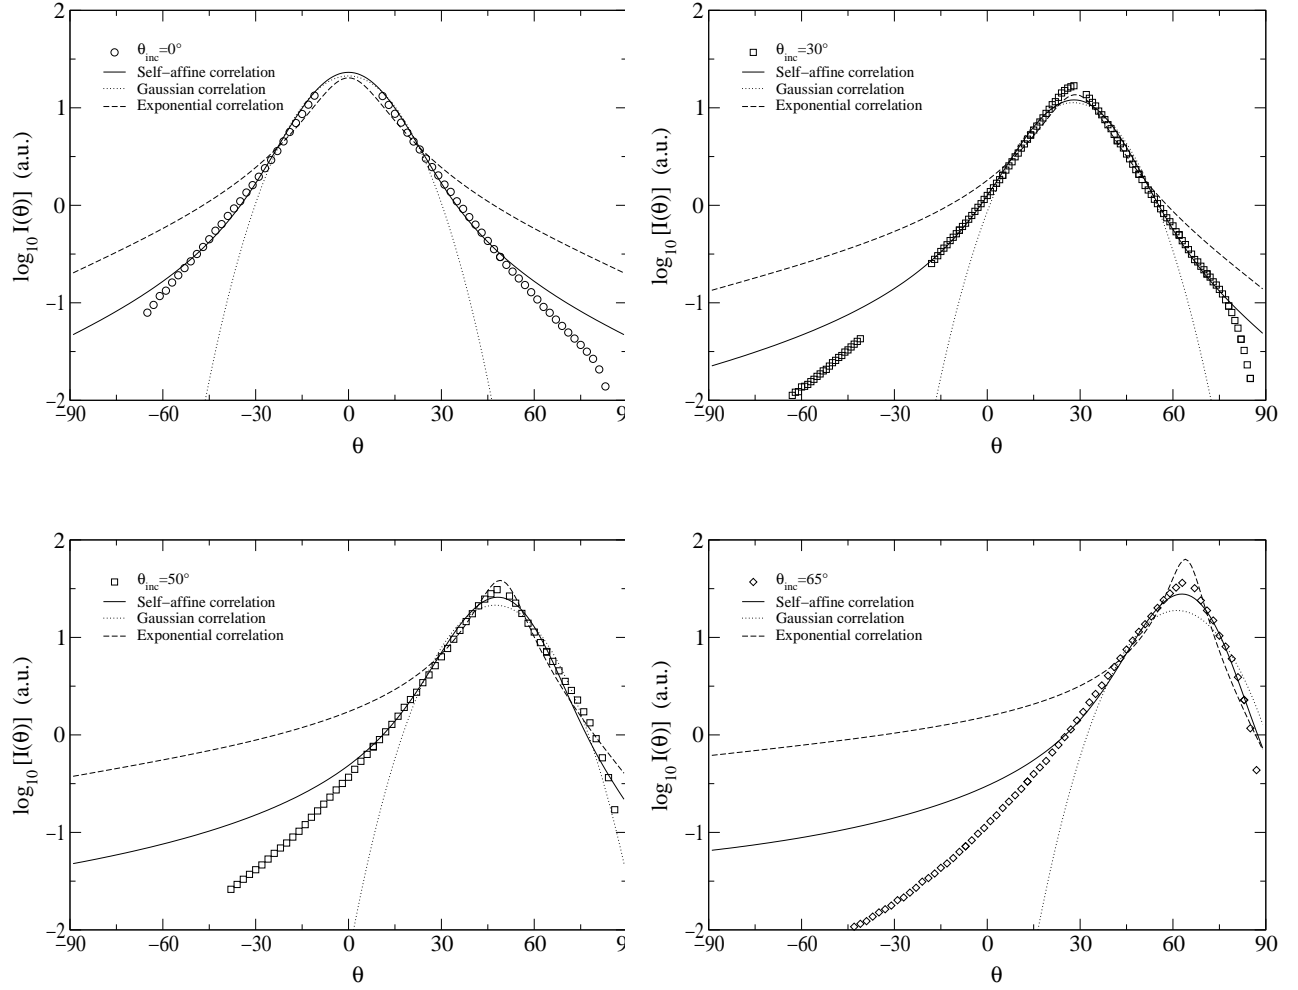 θinc=0°
Self-affine correlation
Gaussian correlation
Exponential correlation
log10 I(θ)] (a.u.)
2
1
0
-1
-2
-90 -60 -30 0 30 60 9
θ
θinc=30°
Self-affine correlation
Gaussian correlation
Exponential correlation
log10 [I(θ)] (a.u.)
2
1
0
-1
-2
-90 -60 -30 0 30 60 90
θ
θinc=50°
Self-affine correlation
Gaussian correlation
Exponential correlation
log10 [I(θ)] (a.u.)
2
1
0
-1
-2
-90 -60 -30 0 30 60 9
θ
θinc=65°
Self-affine correlation
Gaussian correlation
Exponential correlation
log10 I(θ)] (a.u.)
2
1
0
-1
-2
-90 -60 -30 0 30 60 90
θ